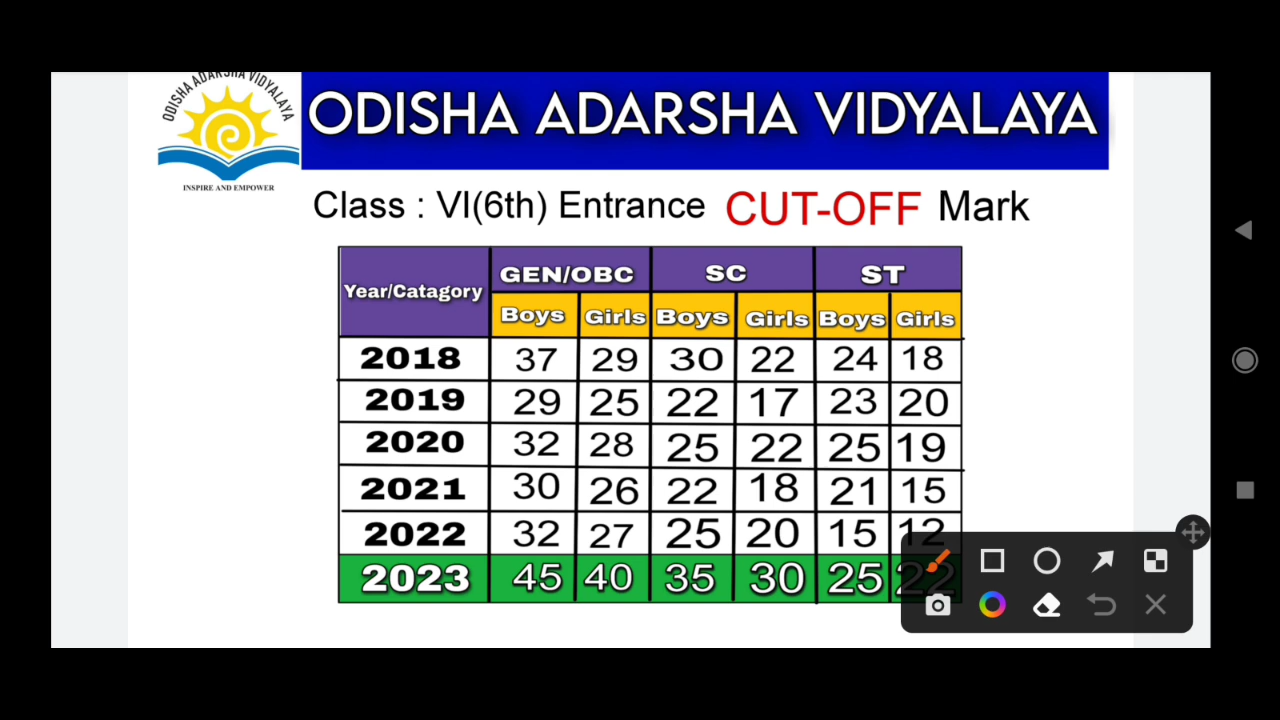 ODISHA ADARSHA VIDYALAYA
INSPIRE AND EMPOWER
ODISHA ADARSHA VIDYALAYA
Class : VI(6th) Entrance CUT-OFF Mark
Year/Catagory GEN/OBC SC ST
Boys Girls Boys Girls Boys Girls
2018 37 29 30 22 24 18
2019 29 25 22 17 23 20
2020 32 28 25 22 25 19
2021 30 26 22 18 21 15
2022 32 27 25 20 15 12
2023 45 40 35 30 25 22